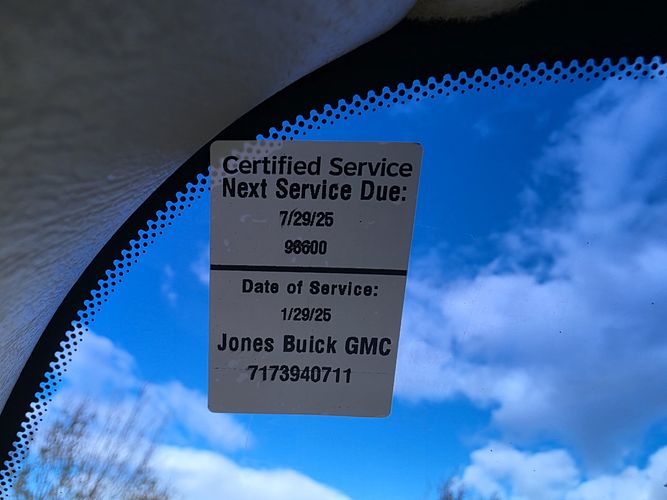 Certified Service
Next Service Due:
7/29/25
98600
Date of Service:
1/29/25
Jones Buick GMC
7173940711